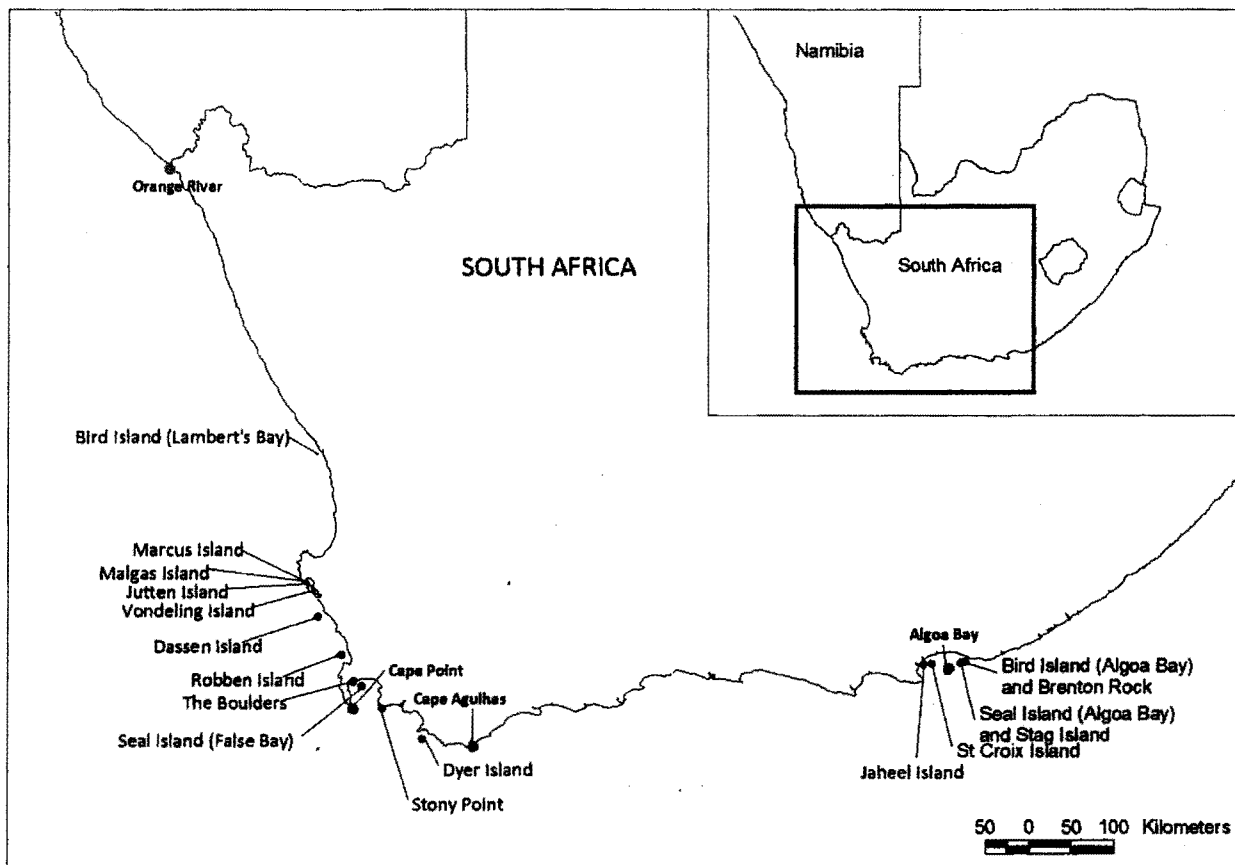 Namibia
South Africa
Orange River
SOUTH AFRICA
Bird Island (Lambert's Bay)
Marcus Island
Malgas Island
Jutten Island
Vondeling Island
Dassen Island
Robben Island
The Boulders
Seal Island (False Bay)
Cape Point
Cape Agulhas
Dyer Island
Stony Point
Algoa Bay
Bird Island (Algoa Bay)
and Brenton Rock
Seal Island (Algoa Bay)
and Stag Island
St Croix Island
Jaheel Island
50 0 50 100 Kilometers